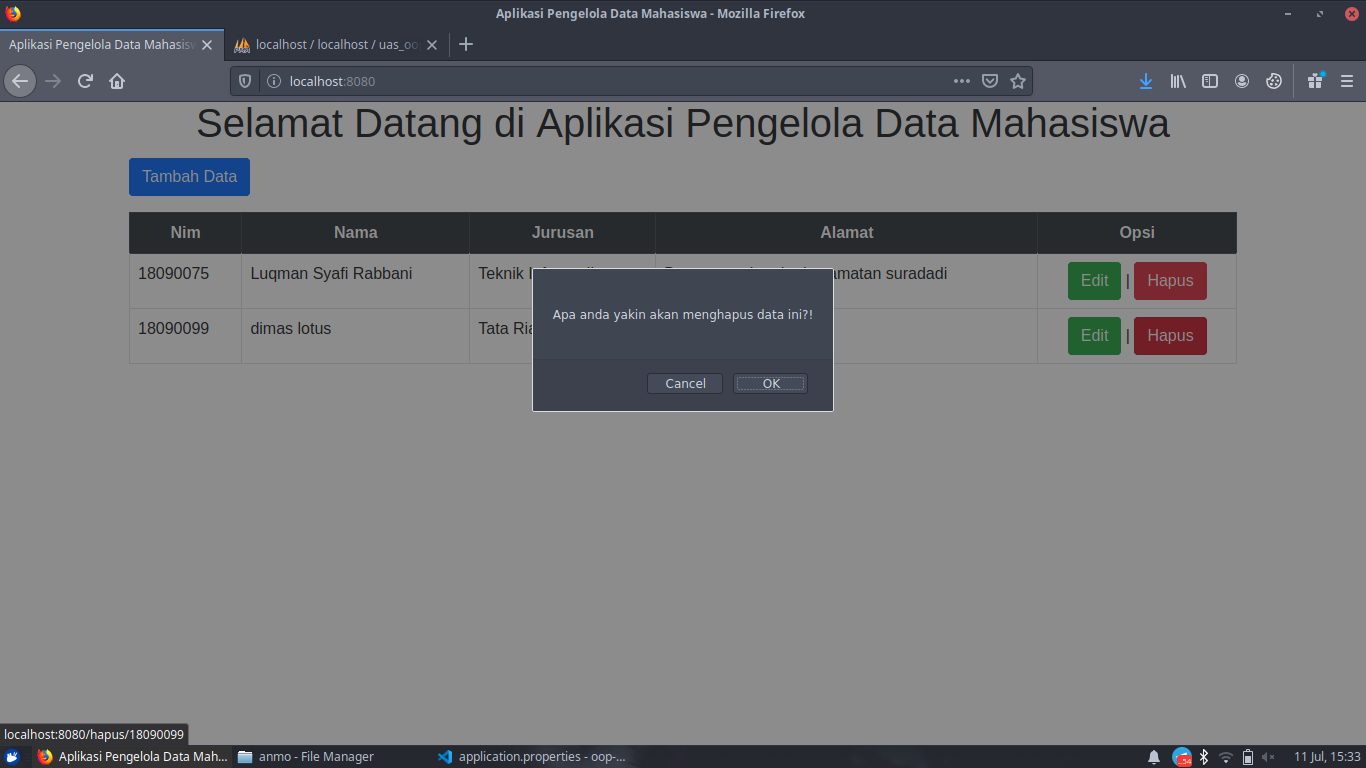 Aplikasi Pengelola Data Mahasiswa - Mozilla Firefox
Aplikasi Pengelola Data Mahasisw
localhost / localhost / uas_oo
localhost:8080
Selamat Datang di Aplikasi Pengelola Data Mahasiswa
Tambah Data
Nim Nama Jurusan Alamat Opsi
18090075 Luqman Syafi Rabbani Teknik suradadi Edit | Hapus
18090099 dimas lotus Tata Edit | Hapus
Apa anda yakin akan menghapus data ini?!
Cancel OK
localhost:8080/hapus/18090099
Aplikasi Pengelola Data Mah... anmo - File Manager application.properties - oop-... 54 11 Jul, 15:33